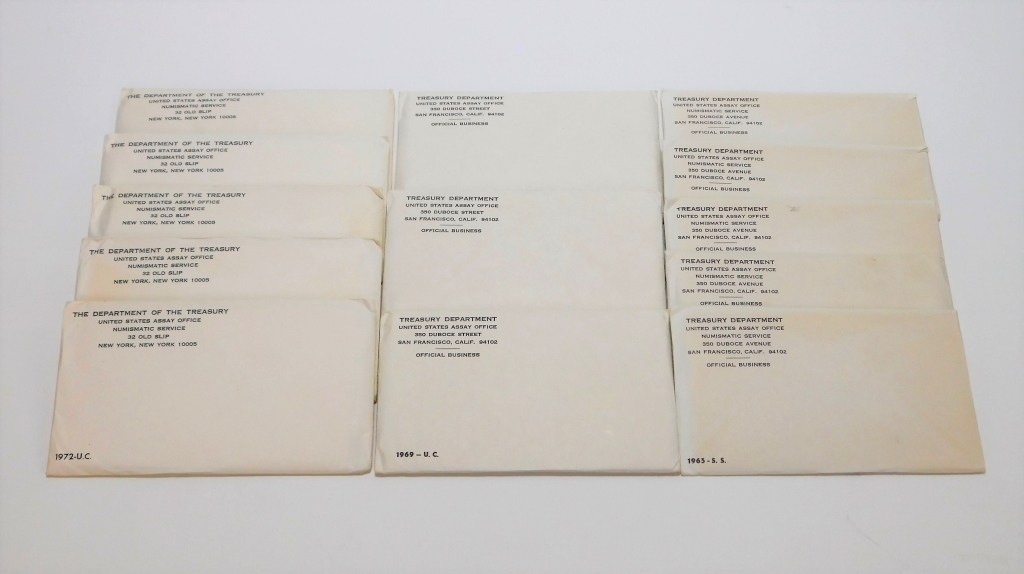 THE DEPARTMENT OF THE TREASURY
UNITED STATES ASSAY OFFICE
NUMISMATIC SERVICE
32 OLD SLIP
NEW YORK, NEW YORK 10005
THE DEPARTMENT OF THE TREASURY
UNITED STATES ASSAY OFFICE
NUMISMATIC SERVICE
32 OLD SLIP
NEW YORK, NEW YORK 10005
THE DEPARTMENT OF THE TREASURY
UNITED STATES ASSAY OFFICE
NUMISMATIC SERVICE
32 OLD SLIP
NEW YORK, NEW YORK 10005
THE DEPARTMENT OF THE TREASURY
UNITED STATES ASSAY OFFICE
NUMISMATIC SERVICE
32 OLD SLIP
NEW YORK, NEW YORK 10005
THE DEPARTMENT OF THE TREASURY
UNITED STATES ASSAY OFFICE
NUMISMATIC SERVICE
32 OLD SLIP
NEW YORK, NEW YORK 10005
1972-U.C.
TREASURY DEPARTMENT
UNITED STATES ASSAY OFFICE
350 DUBOCE STREET
SAN FRANCISCO, CALIF. 94102
OFFICIAL BUSINESS
TREASURY DEPARTMENT
UNITED STATES ASSAY OFFICE
350 DUBOCE STREET
SAN FRANCISCO, CALIF. 94102
OFFICIAL BUSINESS
TREASURY DEPARTMENT
UNITED STATES ASSAY OFFICE
350 DUBOCE STREET
SAN FRANCISCO, CALIF. 94102
OFFICIAL BUSINESS
1969 - U. C.
TREASURY DEPARTMENT
UNITED STATES ASSAY OFFICE
NUMISMATIC SERVICE
350 DUBOCE AVENUE
SAN FRANCISCO, CALIF. 94102
OFFICIAL BUSINESS
TREASURY DEPARTMENT
UNITED STATES ASSAY OFFICE
NUMISMATIC SERVICE
350 DUBOCE AVENUE
SAN FRANCISCO, CALIF. 94102
OFFICIAL BUSINESS
TREASURY DEPARTMENT
UNITED STATES ASSAY OFFICE
NUMISMATIC SERVICE
350 DUBOCE AVENUE
SAN FRANCISCO, CALIF. 94102
OFFICIAL BUSINESS
TREASURY DEPARTMENT
UNITED STATES ASSAY OFFICE
NUMISMATIC SERVICE
350 DUBOCE AVENUE
SAN FRANCISCO, CALIF. 94102
OFFICIAL BUSINESS
TREASURY DEPARTMENT
UNITED STATES ASSAY OFFICE
NUMISMATIC SERVICE
350 DUBOCE AVENUE
SAN FRANCISCO, CALIF. 94102
OFFICIAL BUSINESS
1965 - S. S.